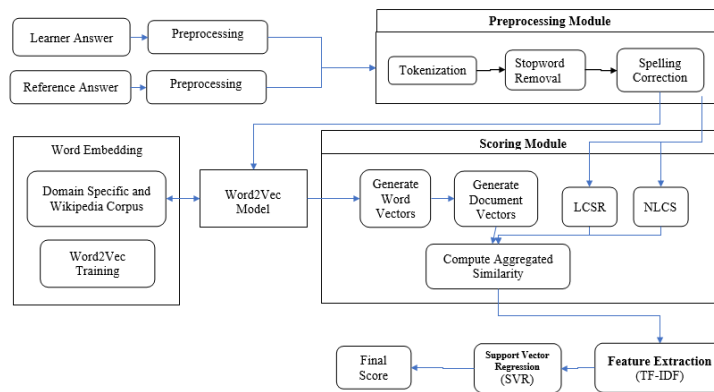 Learner Answer
Preprocessing
Reference Answer
Preprocessing
Preprocessing Module
Tokenization
Stopword
Removal
Spelling
Correction
Word Embedding
Domain Specific and
Wikipedia Corpus
Word2Vec
Training
Word2Vec
Model
Scoring Module
Generate
Word
Vectors
Generate
Document
Vectors
LCSR
NLCS
Compute Aggregated
Similarity
Final
Score
Support Vector
Regression
(SVR)
Feature Extraction
(TF-IDF)